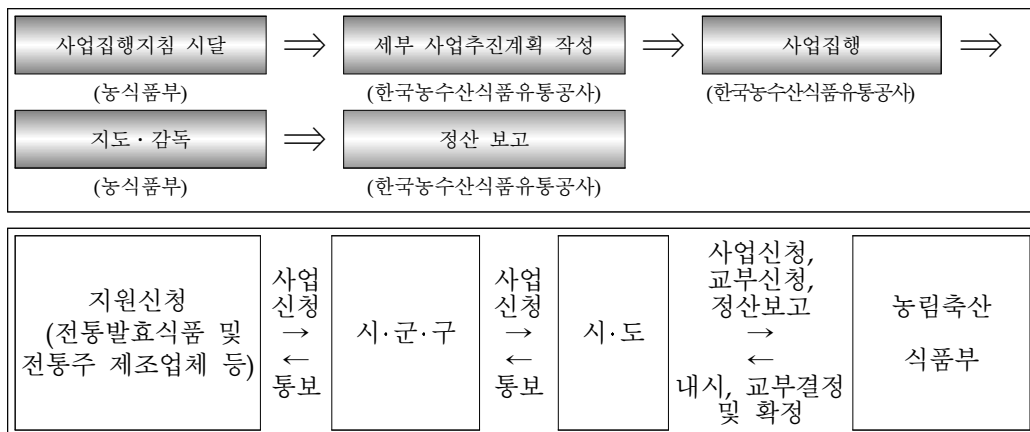 사업집행지침 시달 ⇒ 세부 사업추진계획 작성 ⇒ 사업집행 ⇒
(농식품부) (한국농수산식품유통공사) (한국농수산식품유통공사)
지도·감독 ⇒ 정산 보고
(농식품부) (한국농수산식품유통공사)
지원신청
(전통발효식품 및
전통주 제조업체 등)
사업
신청
→
←
통보
시·군·구
사업
신청
→
←
통보
시·도
사업신청,
교부신청,
정산보고
→
←
내시, 교부결정
및 확정
농림축산
식품부